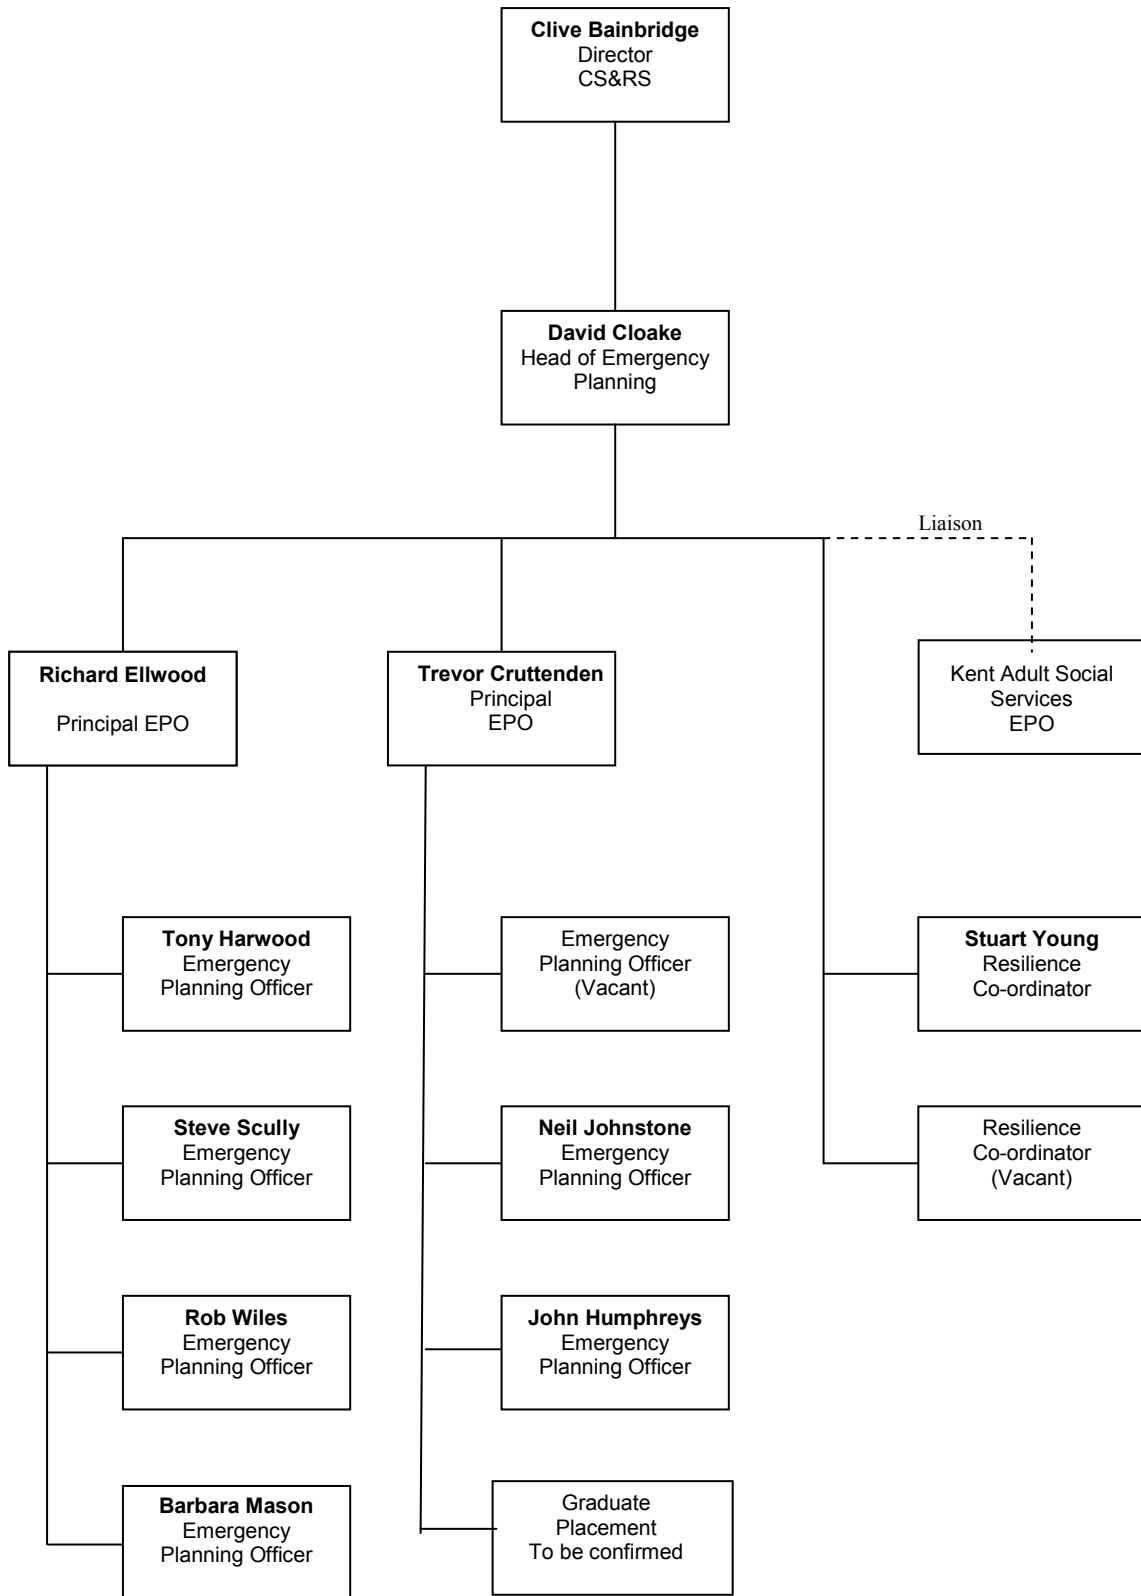 Clive Bainbridge
Director
CS&RS
David Cloake
Head of Emergency
Planning
Liaison
Richard Ellwood
Principal EPO
Trevor Cruttenden
Principal
EPO
Kent Adult Social
Services
EPO
Tony Harwood
Emergency
Planning Officer
Emergency
Planning Officer
(Vacant)
Stuart Young
Resilience
Co-ordinator
Steve Scully
Emergency
Planning Officer
Neil Johnstone
Emergency
Planning Officer
Resilience
Co-ordinator
(Vacant)
Rob Wiles
Emergency
Planning Officer
John Humphreys
Emergency
Planning Officer
Barbara Mason
Emergency
Planning Officer
Graduate
Placement
To be confirmed